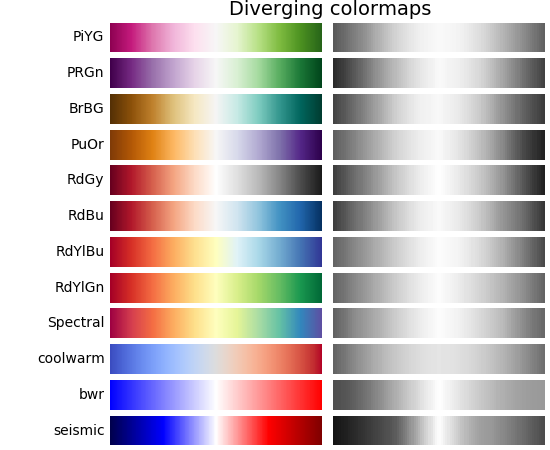 Diverging colormaps
PiYG
PRGn
BrBG
PuOr
RdGy
RdBu
RdYlBu
RdYlGn
Spectral
coolwarm
bwr
seismic